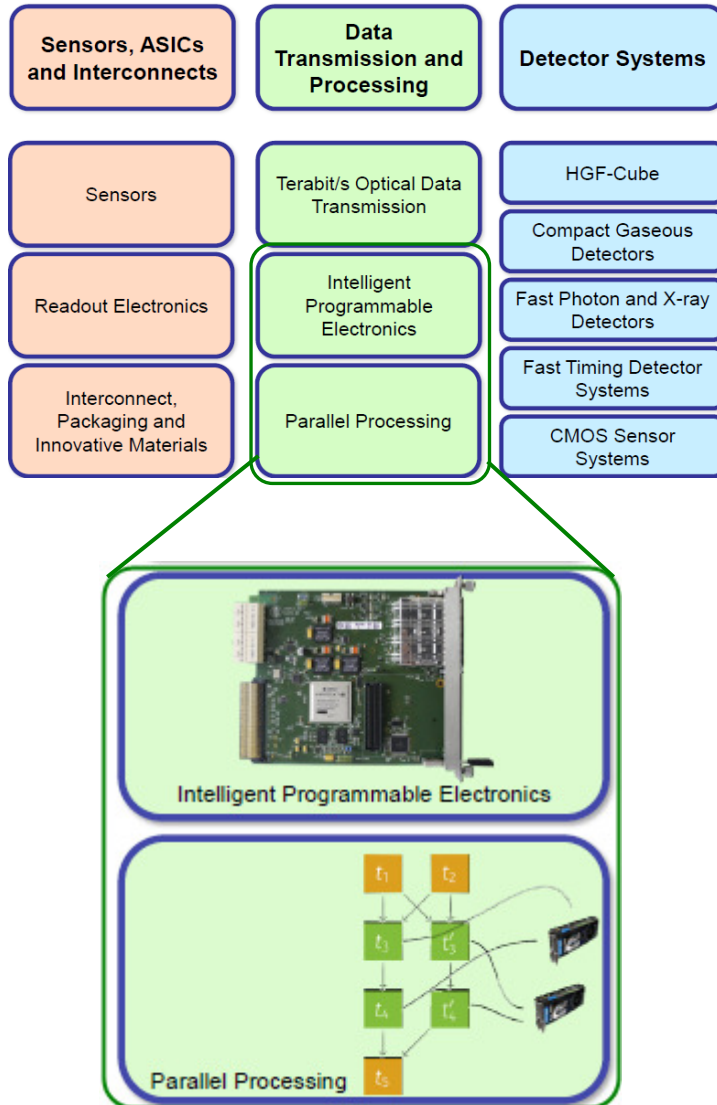 Sensors, ASICs
and Interconnects
Data
Transmission and
Processing
Detector Systems
Sensors
Readout Electronics
Interconnect,
Packaging and
Innovative Materials
Terabit/s Optical Data
Transmission
Intelligent
Programmable
Electronics
Parallel Processing
HGF-Cube
Compact Gaseous
Detectors
Fast Photon and X-ray
Detectors
Fast Timing Detector
Systems
CMOS Sensor
Systems
Intelligent Programmable Electronics
t₁ t₂
t₃ t′₃
t₄ t′₄
t₅
Parallel Processing